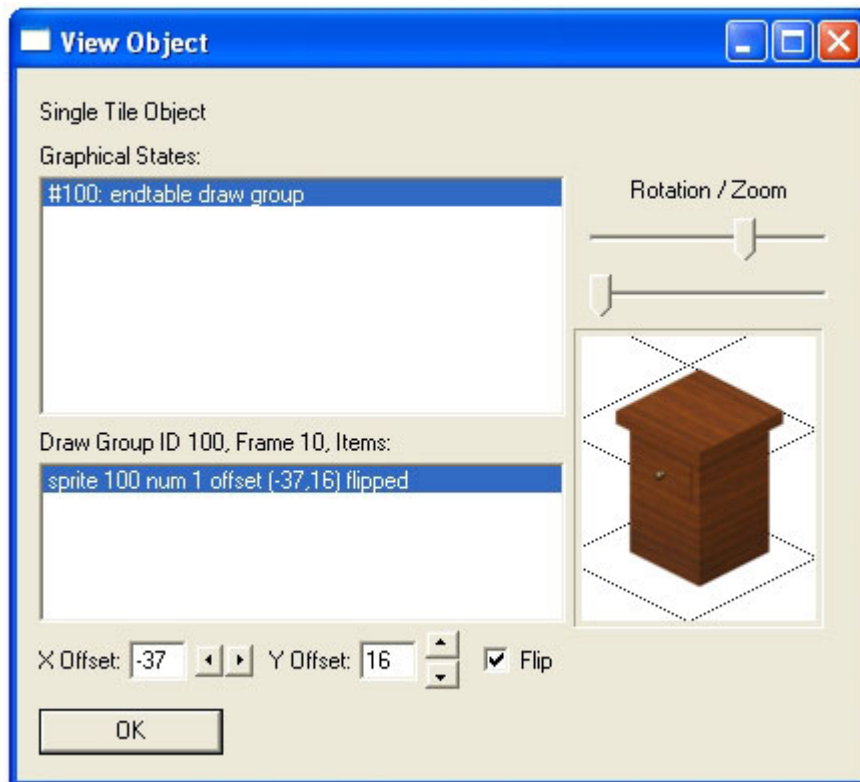 View Object
Single Tile Object
Graphical States:
#100: endtable draw group
Rotation / Zoom
Draw Group ID 100, Frame 10, Items:
sprite 100 num 1 offset (-37,16) flipped
X Offset: -37 Y Offset: 16 Flip
OK